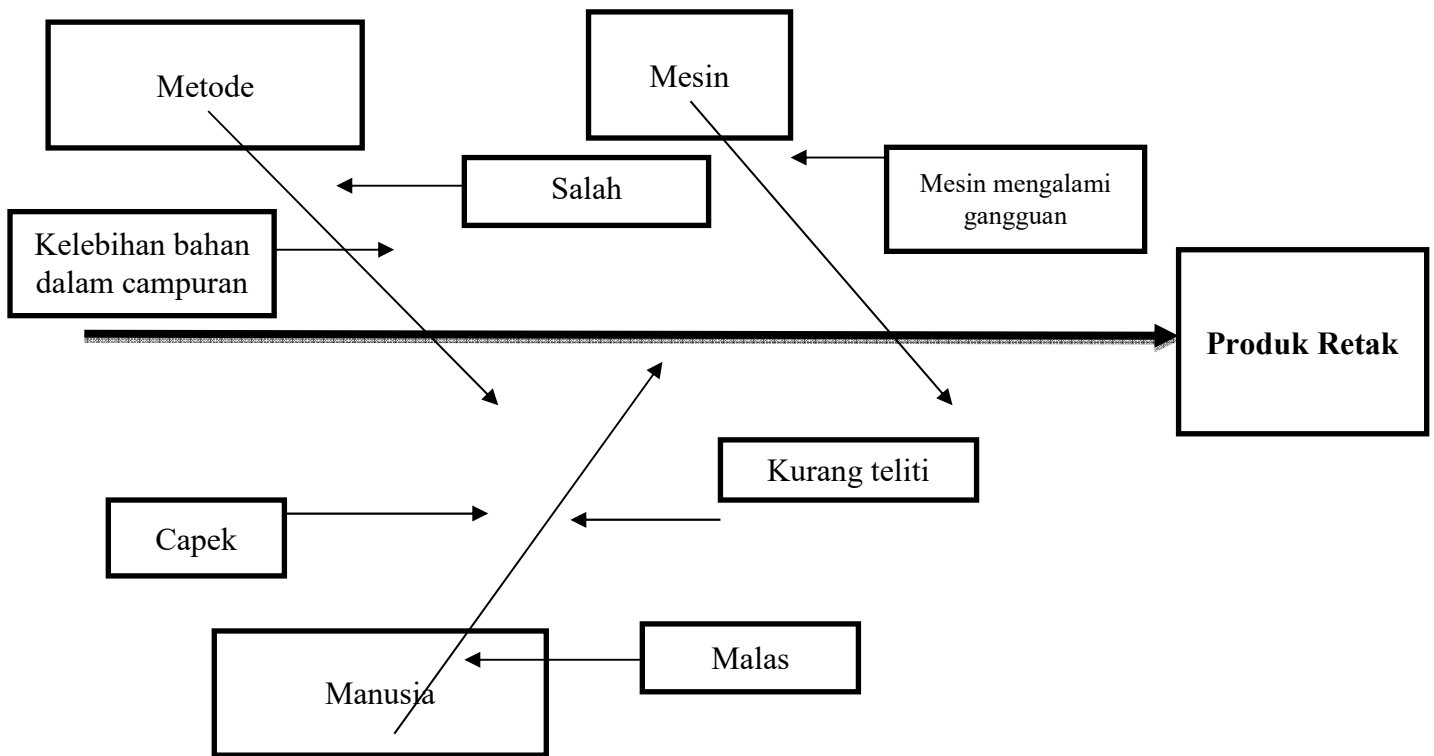 Metode
Mesin
Salah
Mesin mengalami
gangguan
Kelebihan bahan
dalam campuran
Produk Retak
Kurang teliti
Capek
Malas
Manusia